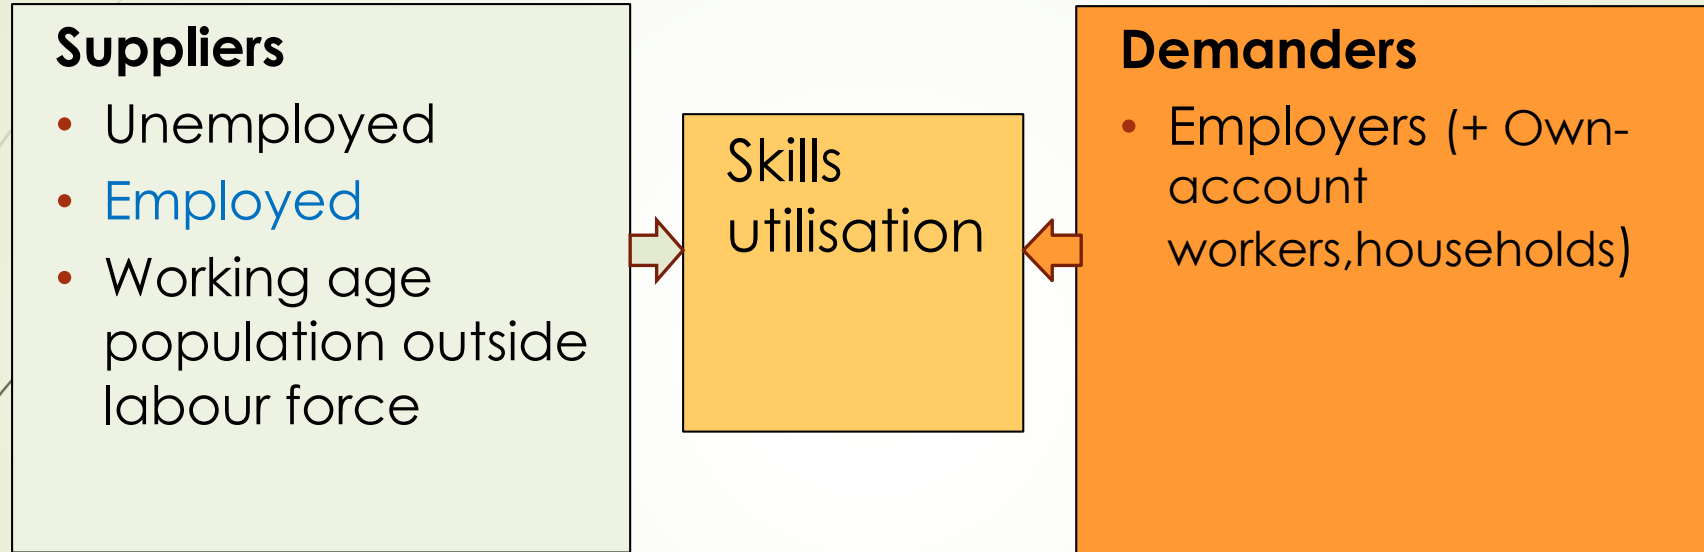 Suppliers
• Unemployed
• Employed
• Working age
population outside
labour force
Skills
utilisation
Demanders
• Employers (+ Own-
account
workers,households)